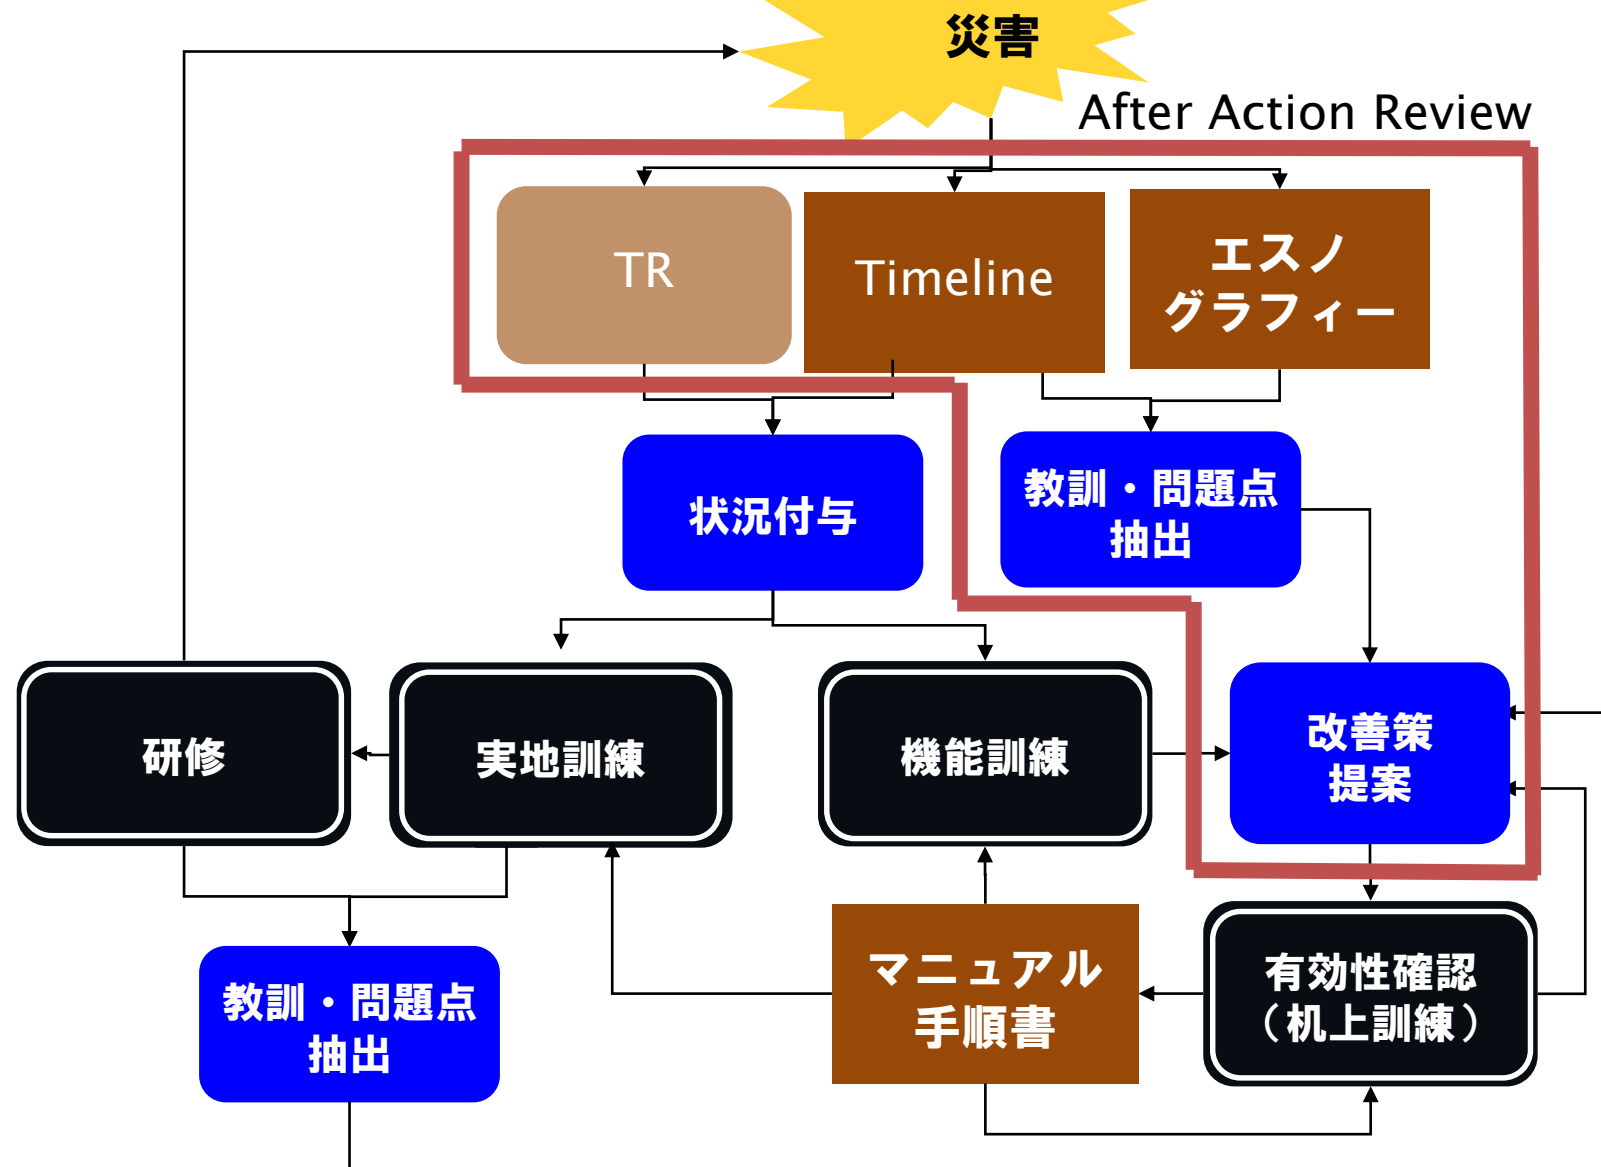 災害
After Action Review
TR
Timeline
エスノ
グラフィー
状況付与
教訓・問題点
抽出
研修
実地訓練
機能訓練
改善策
提案
教訓・問題点
抽出
マニュアル
手順書
有効性確認
（机上訓練）